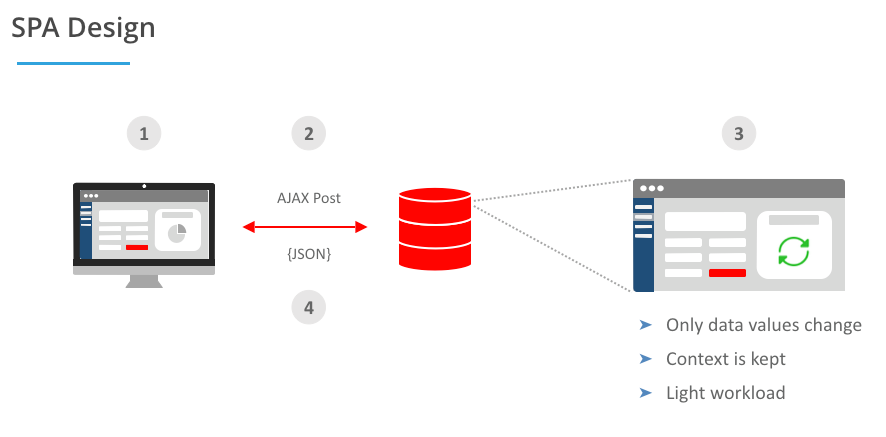 SPA Design
1
2
3
AJAX Post
{JSON}
4
Only data values change
Context is kept
Light workload